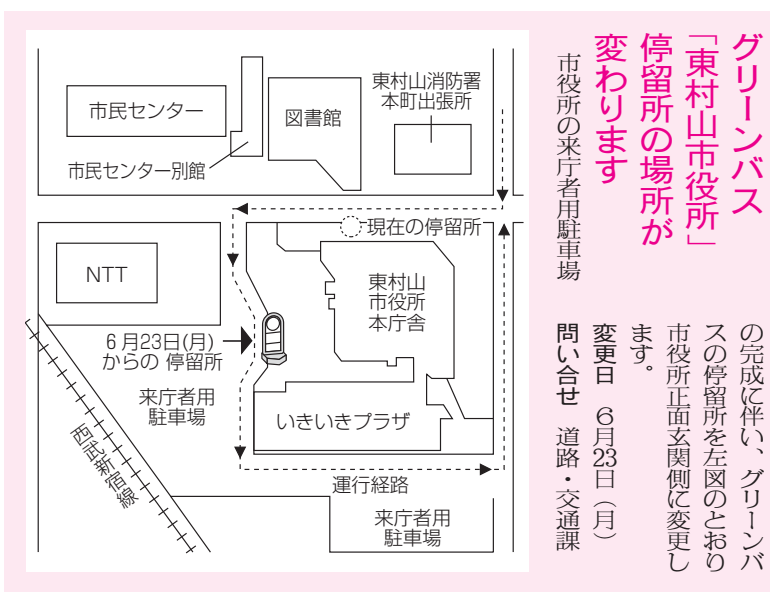 グリーンバス
「東村山市役所」
停留所の場所が
変わります
市役所の来庁者用駐車場
の完成に伴い、グリーンバ
スの停留所を左図のとおり
市役所正面玄関側に変更し
ます。
変更日　６月23日（月）
問い合せ　道路・交通課
市民センター
図書館
東村山消防署
本町出張所
市民センター別館
現在の停留所
NTT
東村山
市役所
本庁舎
6月23日(月)
からの 停留所
来庁者用
駐車場
いきいきプラザ
西武新宿線
運行経路
来庁者用
駐車場